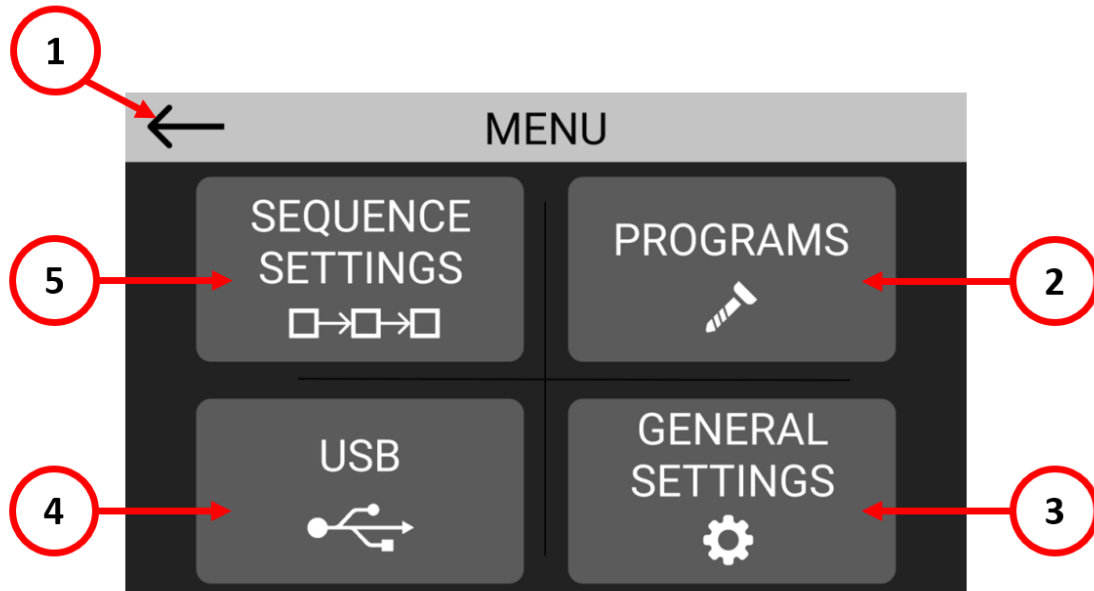 1
MENU
SEQUENCE
SETTINGS
PROGRAMS
5
2
USB
GENERAL
SETTINGS
4
3